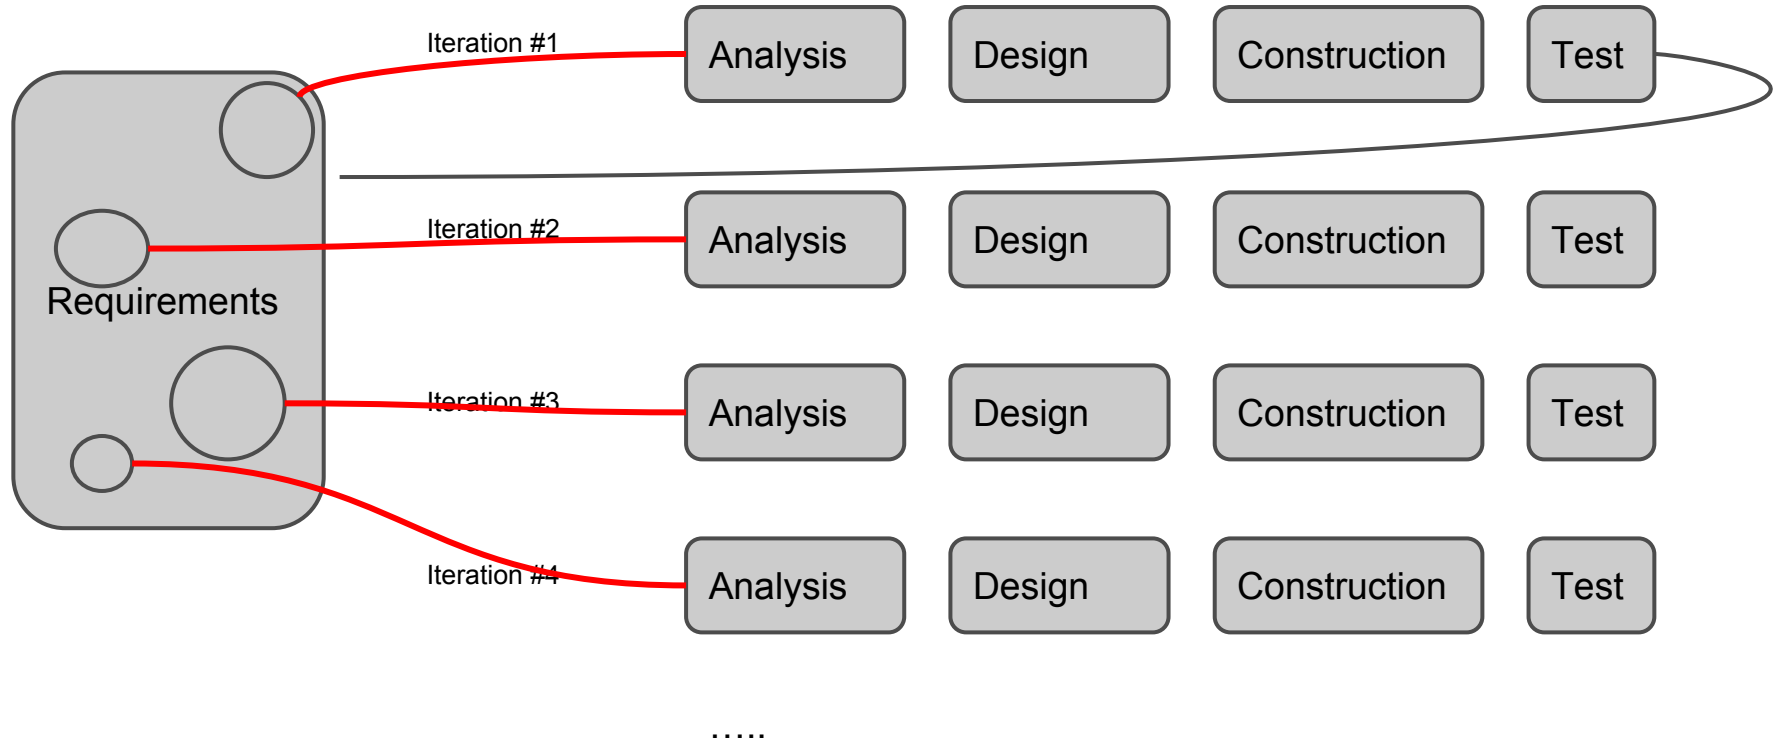 Iteration #1
Analysis
Design
Construction
Test
Iteration #2
Analysis
Design
Construction
Test
Requirements
Iteration #3
Analysis
Design
Construction
Test
Iteration #4
Analysis
Design
Construction
Test
.....